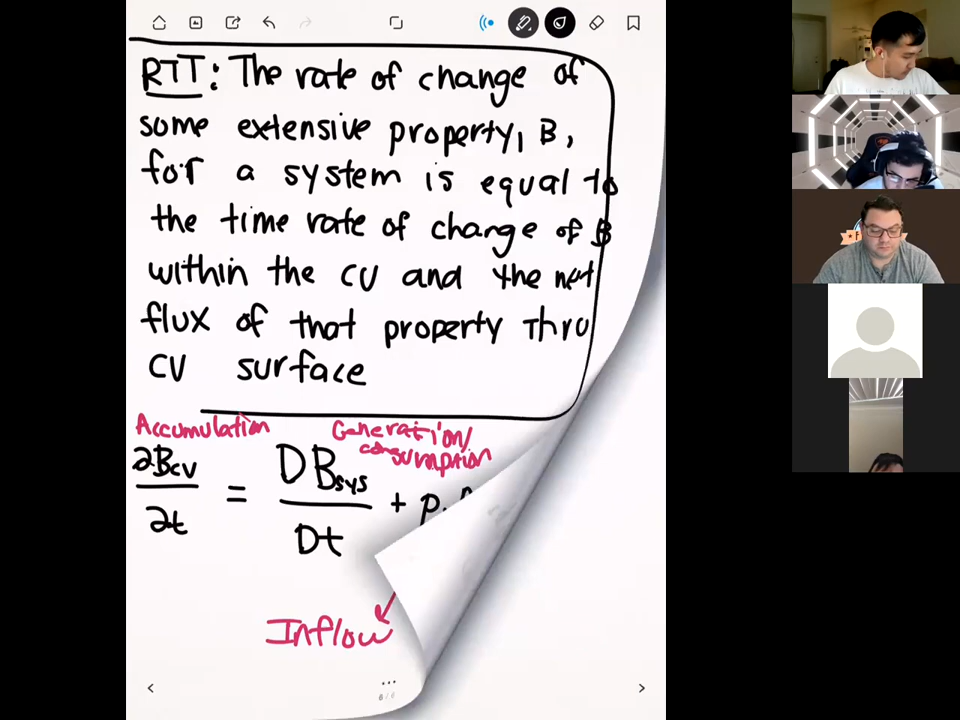 RTT: The rate of change of
some extensive property, B,
for a system is equal to
the time rate of change of B
within the CV and the net
flux of that property Thru
CV surface
Accumulation
Generation/
consumption
∂Bcv
∂t
=
DBsys
Dt
+
Inflow